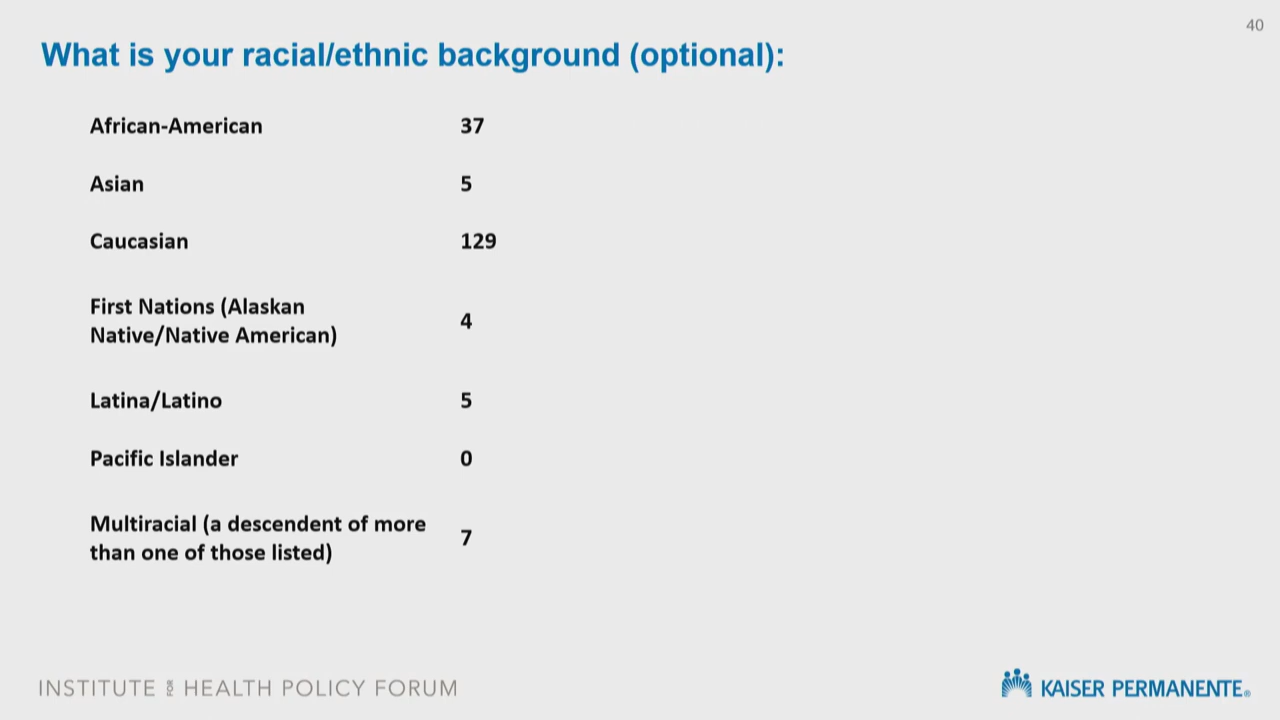 40
What is your racial/ethnic background (optional):
African-American 37
Asian 5
Caucasian 129
First Nations (Alaskan
Native/Native American) 4
Latina/Latino 5
Pacific Islander 0
Multiracial (a descendent of more
than one of those listed) 7
INSTITUTE FOR HEALTH POLICY FORUM
KAISER PERMANENTE®